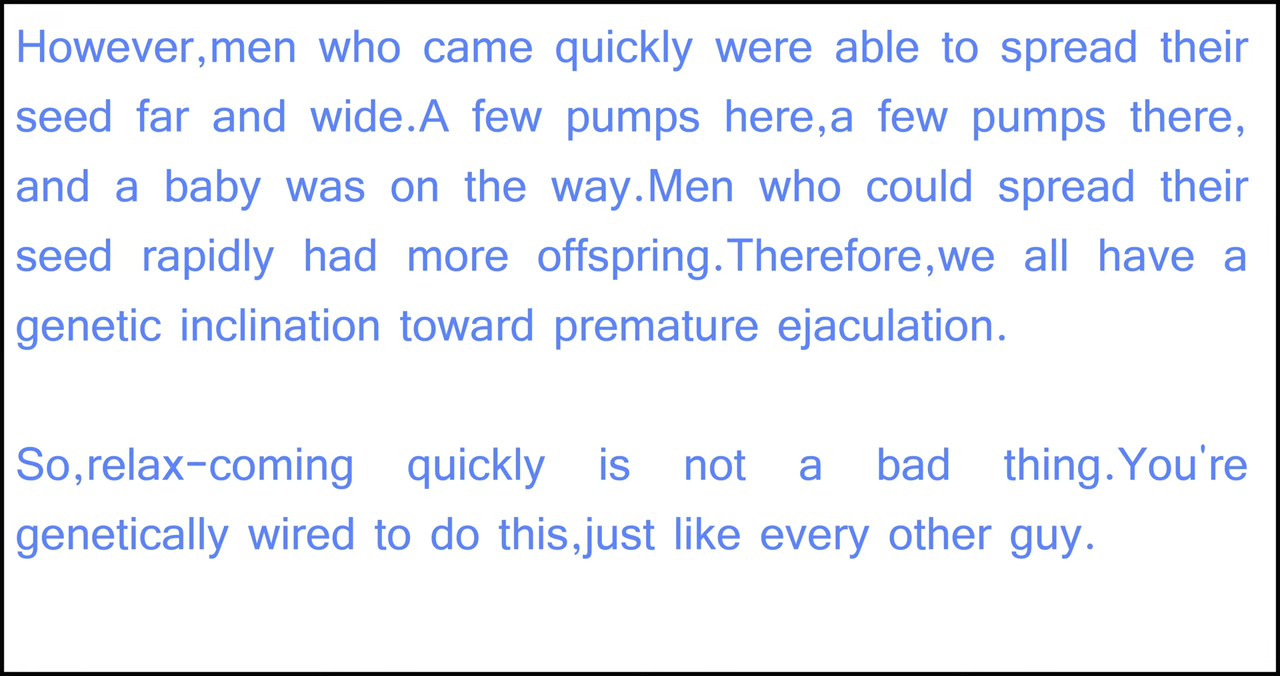 However,men who came quickly were able to spread their
seed far and wide.A few pumps here,a few pumps there,
and a baby was on the way.Men who could spread their
seed rapidly had more offspring.Therefore,we all have a
genetic inclination toward premature ejaculation.
So,relax-coming quickly is not a bad thing.You're
genetically wired to do this,just like every other guy.